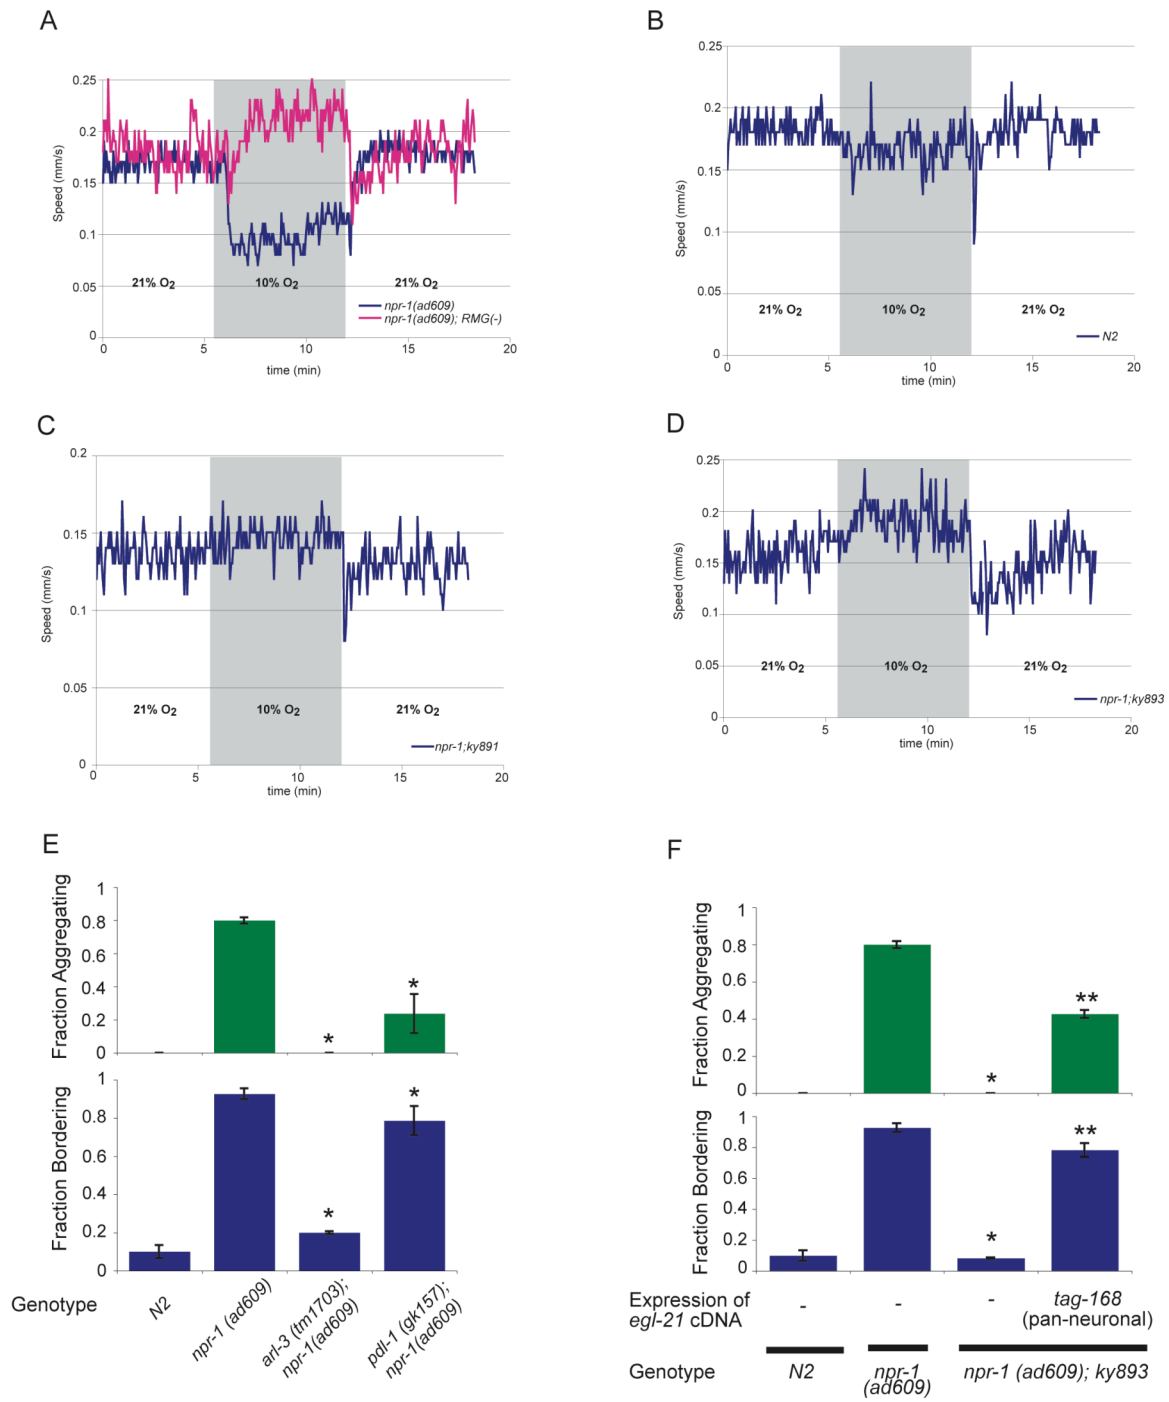 A
0.25
0.2
0.15
0.1
0.05
0
Speed (mm/s)
21% O2
10% O2
21% O2
npr-1(ad609)
npr-1(ad609); RMG(-)
0
5
10
15
20
time (min)
B
0.25
0.2
0.15
0.1
0.05
0
Speed (mm/s)
21% O2
10% O2
21% O2
N2
0
5
10
15
20
time (min)
C
0.2
0.15
0.1
0.05
0
Speed (mm/s)
21% O2
10% O2
21% O2
npr-1;ky891
0
5
10
15
20
time (min)
D
0.25
0.2
0.15
0.1
0.05
0
Speed (mm/s)
21% O2
10% O2
21% O2
npr-1;ky893
0
5
10
15
20
time (min)
E
Fraction Aggregating
1
0.8
0.6
0.4
0.2
0
*
*
Fraction Bordering
1
0.8
0.6
0.4
0.2
0
*
*
Genotype
N2
npr-1 (ad609)
arl-3 (tm1703);
npr-1(ad609)
pdl-1 (gk157);
npr-1(ad609)
F
Fraction Aggregating
1
0.8
0.6
0.4
0.2
0
*
**
Fraction Bordering
1
0.8
0.6
0.4
0.2
0
*
**
Expression of
egl-21 cDNA
-
-
-
tag-168
(pan-neuronal)
Genotype
N2
npr-1
(ad609)
npr-1 (ad609); ky893